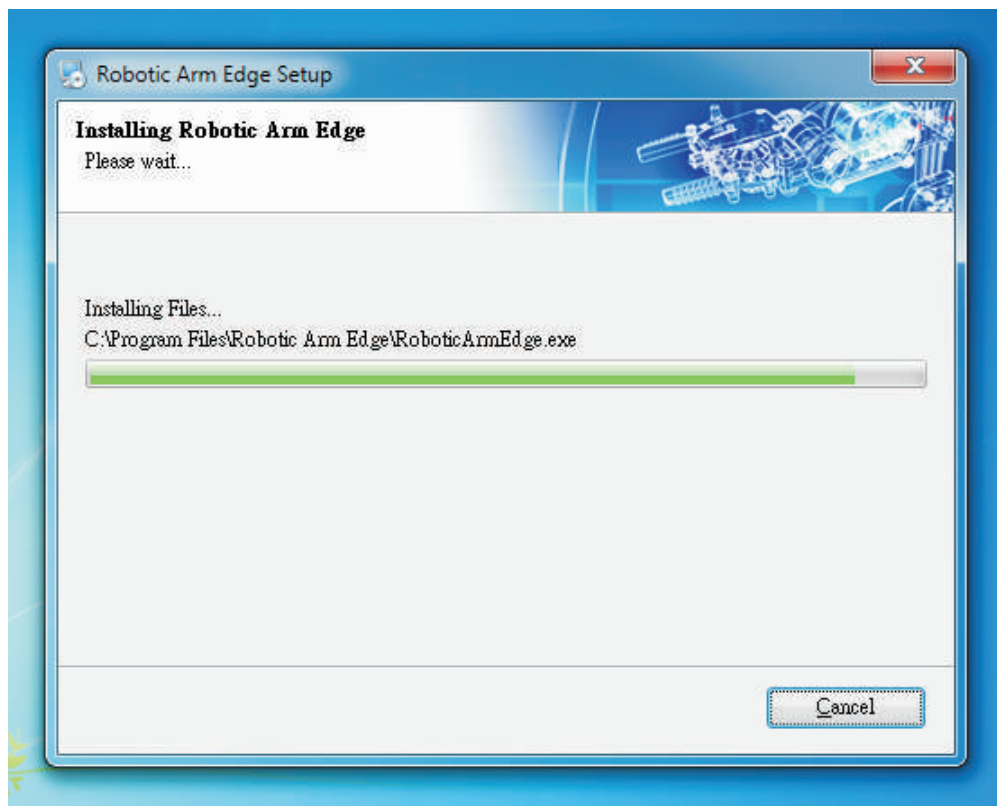 Robotic Arm Edge Setup
Installing Robotic Arm Edge
Please wait...
Installing Files...
C:\Program Files\Robotic Arm Edge\RoboticArmEdge.exe
Cancel